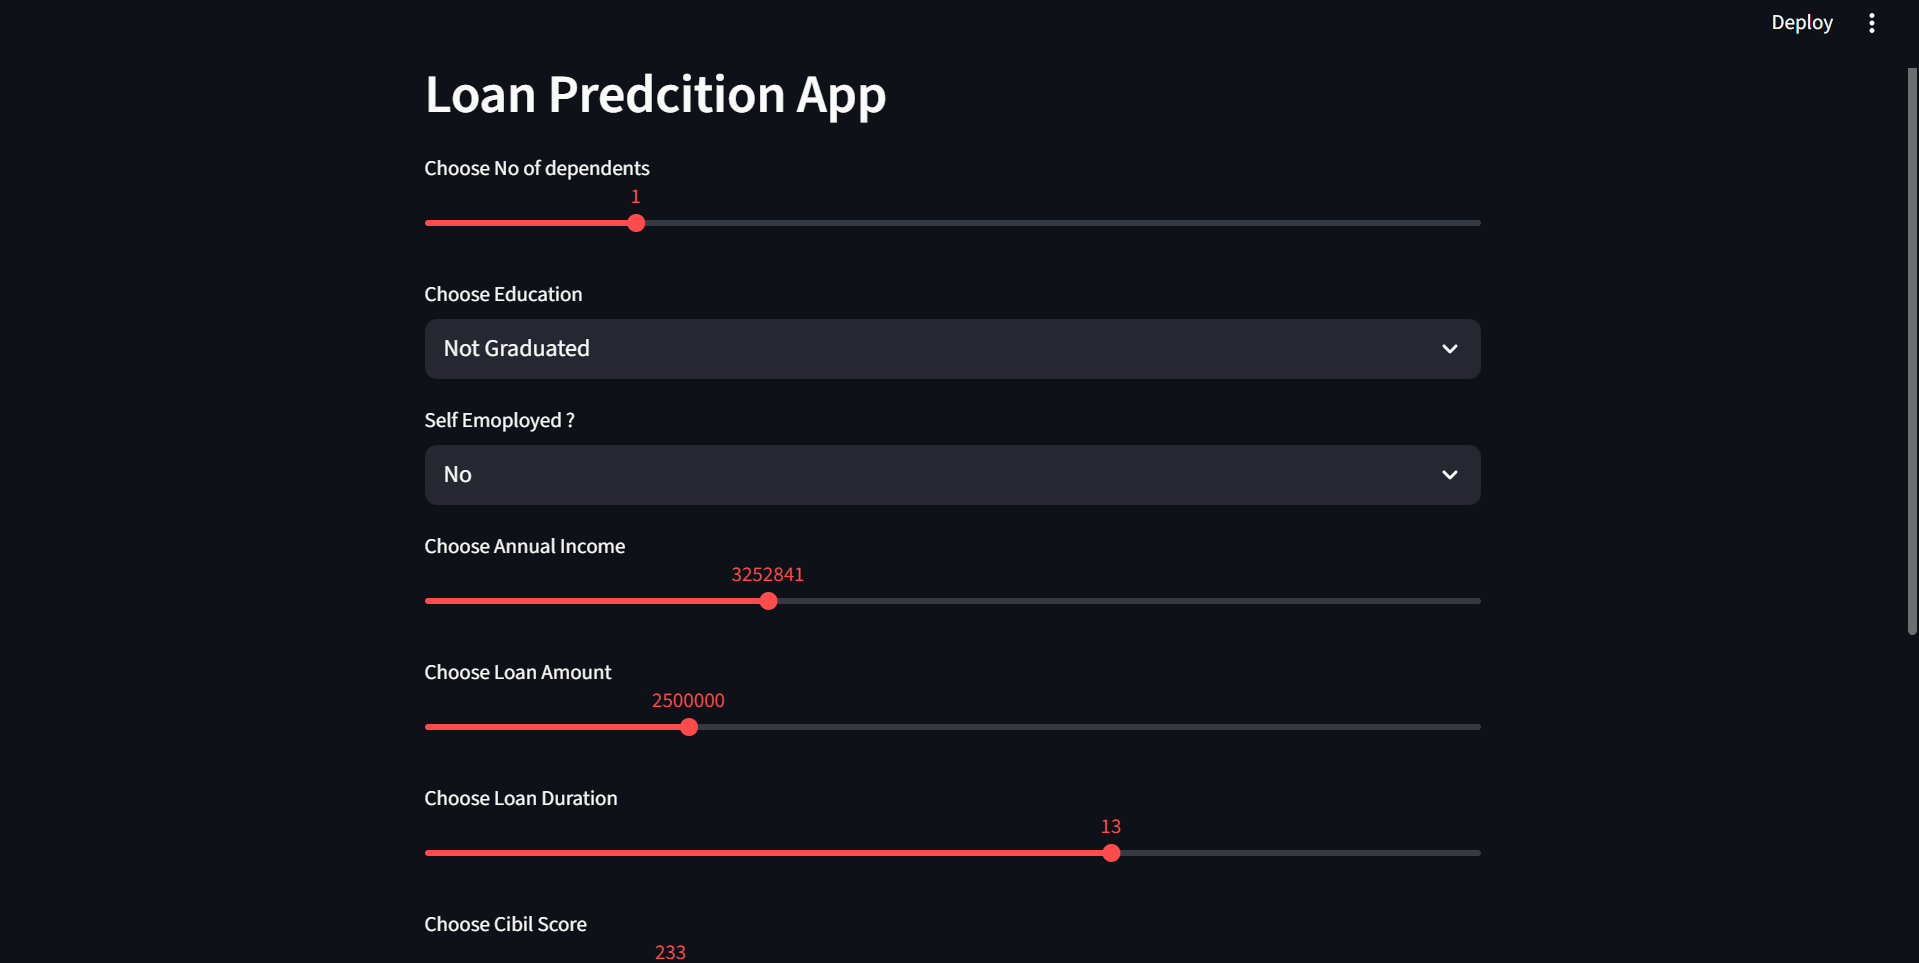 Deploy
Loan Predcition App
Choose No of dependents
1
Choose Education
Not Graduated
Self Emoployed ?
No
Choose Annual Income
3252841
Choose Loan Amount
2500000
Choose Loan Duration
13
Choose Cibil Score
233